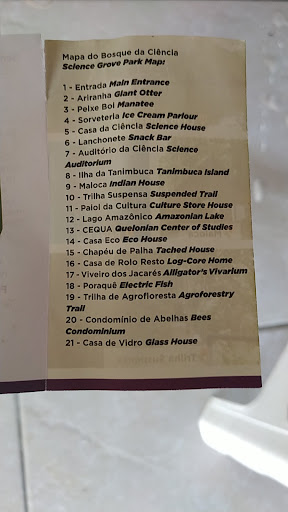 Mapa do Bosque da Ciência
Science Grove Park Map:
1 - Entrada Main Entrance
2 - Ariranha Giant Otter
3 - Peixe Boi Manatee
4 - Sorveteria Ice Cream Parlour
5 - Casa da Ciência Science House
6 - Lanchonete Snack Bar
7 - Auditório da Ciência Science
Auditorium
8 - Ilha da Tanimbuca Tanimbuca Island
9 - Maloca Indian House
10 - Trilha Suspensa Suspended Trail
11 - Paiol da Cultura Culture Store House
12 - Lago Amazônico Amazonian Lake
13 - CEQUA Quelonian Center of Studies
14 - Casa Eco Eco House
15 - Chapéu de Palha Tached House
16 - Casa de Rolo Resto Log-Core Home
17 - Viveiro dos Jacarés Alligator's Vivarium
18 - Poraquê Electric Fish
19 - Trilha de Agrofloresta Agroforestry
Trail
20 - Condomínio de Abelhas Bees
Condominium
21 - Casa de Vidro Glass House